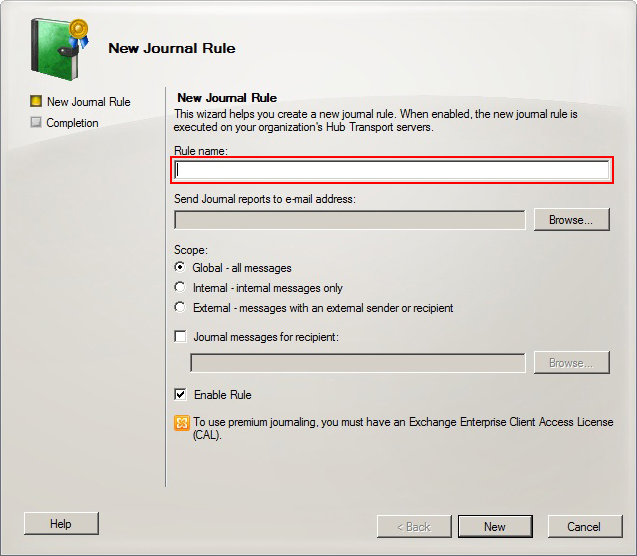 New Journal Rule
New Journal Rule
Completion
New Journal Rule
This wizard helps you create a new journal rule. When enabled, the new journal rule is
executed on your organization's Hub Transport servers.
Rule name:
Send Journal reports to e-mail address:
Browse...
Scope:
Global - all messages
Internal - internal messages only
External - messages with an external sender or recipient
Journal messages for recipient:
Browse...
Enable Rule
To use premium journaling, you must have an Exchange Enterprise Client Access License
(CAL).
Help
< Back
New
Cancel